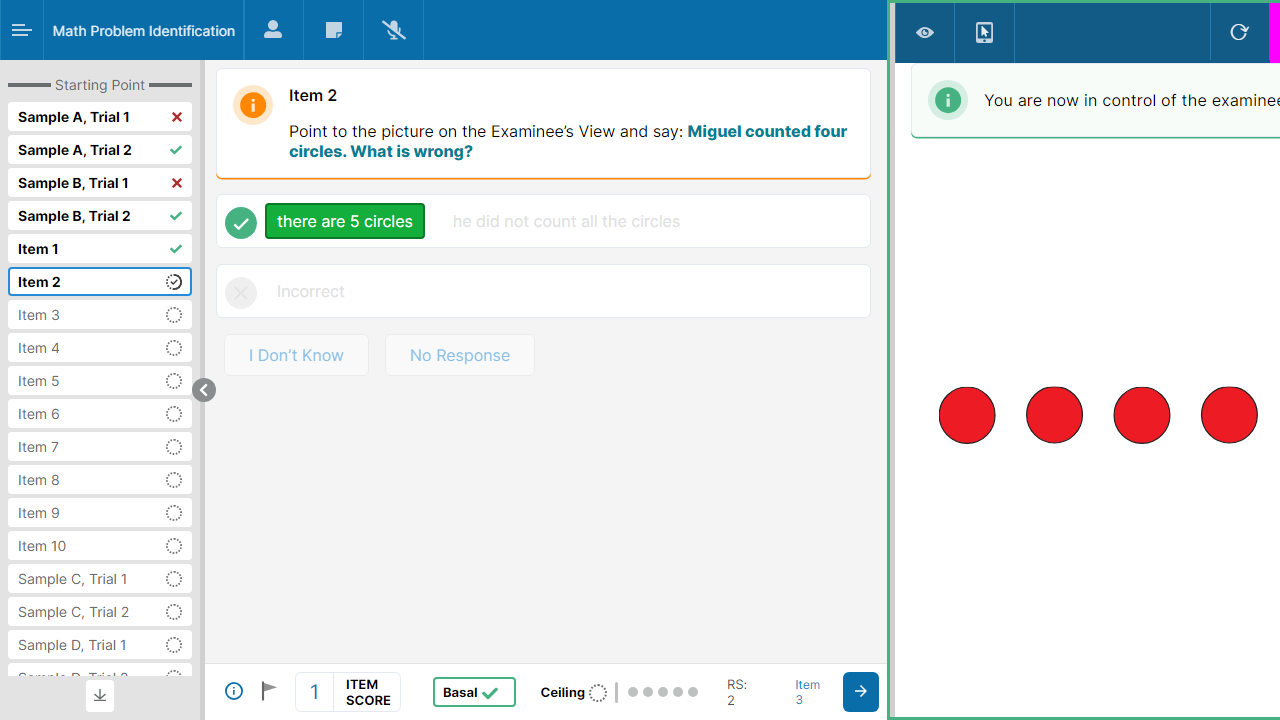 Math Problem Identification
Starting Point
Sample A, Trial 1
Sample A, Trial 2
Sample B, Trial 1
Sample B, Trial 2
Item 1
Item 2
Item 3
Item 4
Item 5
Item 6
Item 7
Item 8
Item 9
Item 10
Sample C, Trial 1
Sample C, Trial 2
Sample D, Trial 1
Item 2
Point to the picture on the Examinee’s View and say: Miguel counted four
circles. What is wrong?
there are 5 circles
he did not count all the circles
Incorrect
I Don’t Know
No Response
1
ITEM
SCORE
Basal
Ceiling
RS:
2
Item
3
You are now in control of the examinee